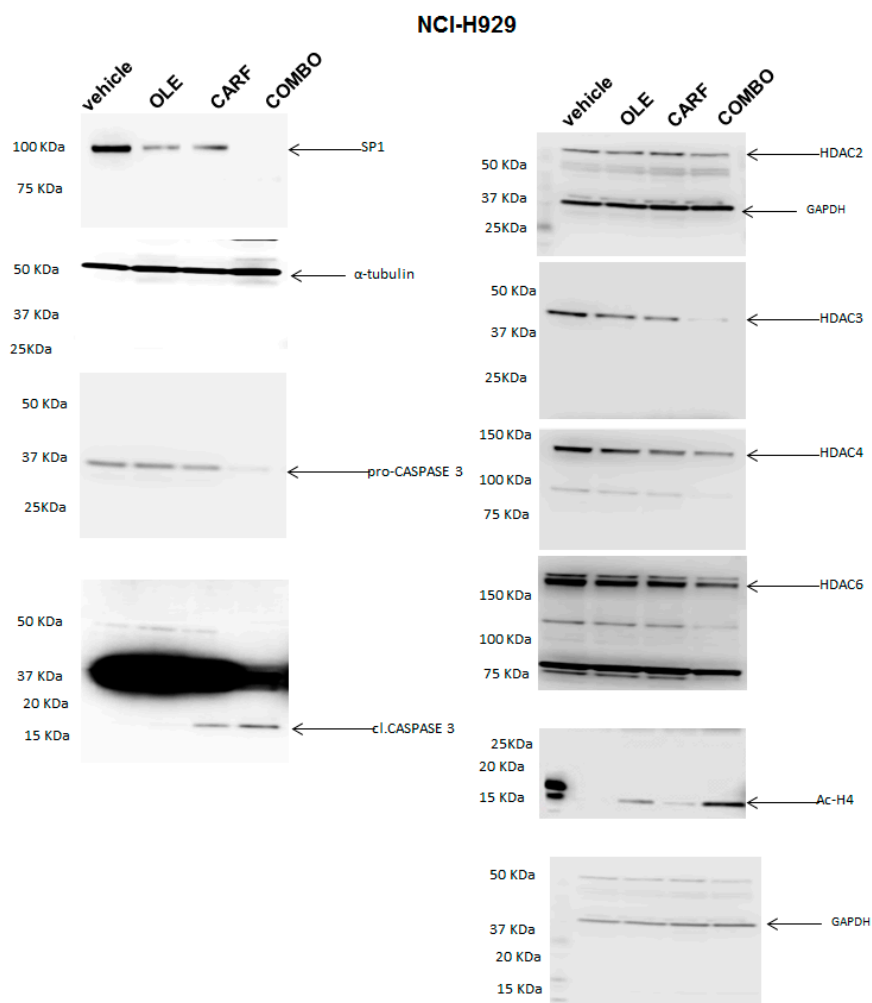 NCI-H929
vehicle OLE CARF COMBO
100 KDa
SP1
75 KDa
50 KDa
α-tubulin
37 KDa
25KDa
50 KDa
37 KDa
pro-CASPASE 3
25KDa
50 KDa
37 KDa
20 KDa
15 KDa
cl.CASPASE 3
vehicle OLE CARF COMBO
HDAC2
50 KDa
37 KDa
GAPDH
25KDa
50 KDa
HDAC3
37 KDa
25KDa
150 KDa
HDAC4
100 KDa
75 KDa
HDAC6
150 KDa
100 KDa
75 KDa
25KDa
20 KDa
15 KDa
Ac-H4
50 KDa
GAPDH
37 KDa
20 KDa
15 KDa